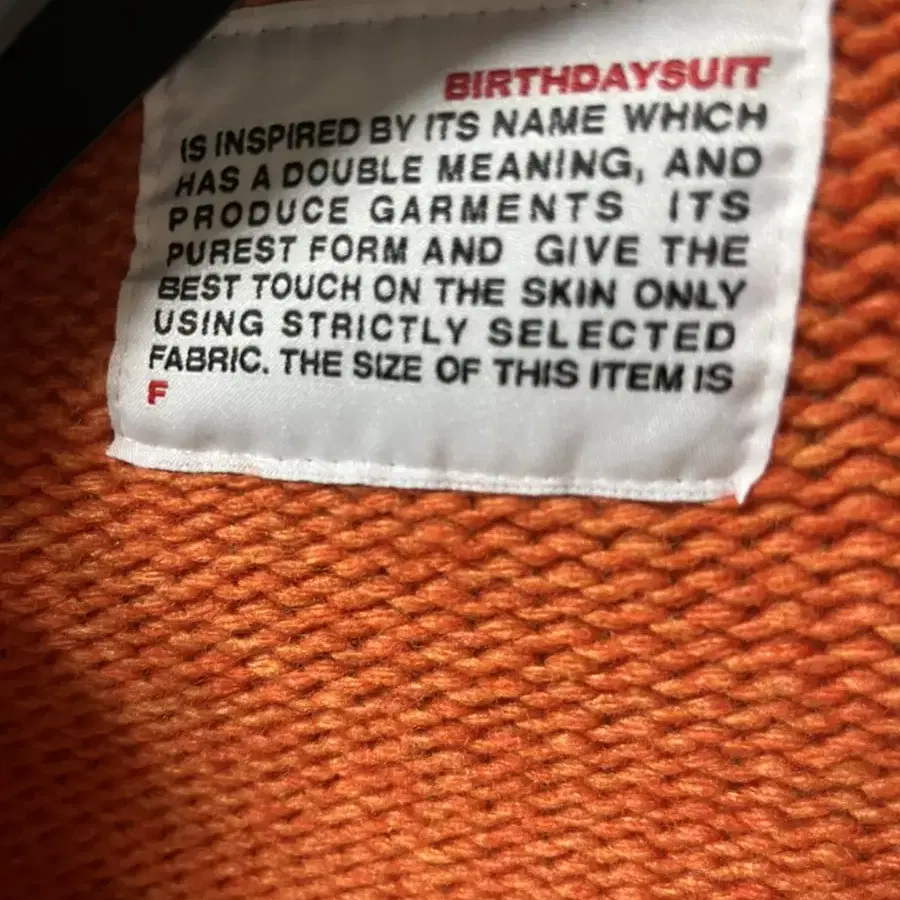 BIRTHDAYSUIT
IS INSPIRED BY ITS NAME WHICH
HAS A DOUBLE MEANING, AND
PRODUCE GARMENTS ITS
PUREST FORM AND GIVE THE
BEST TOUCH ON THE SKIN ONLY
USING STRICTLY SELECTED
FABRIC. THE SIZE OF THIS ITEM IS
F